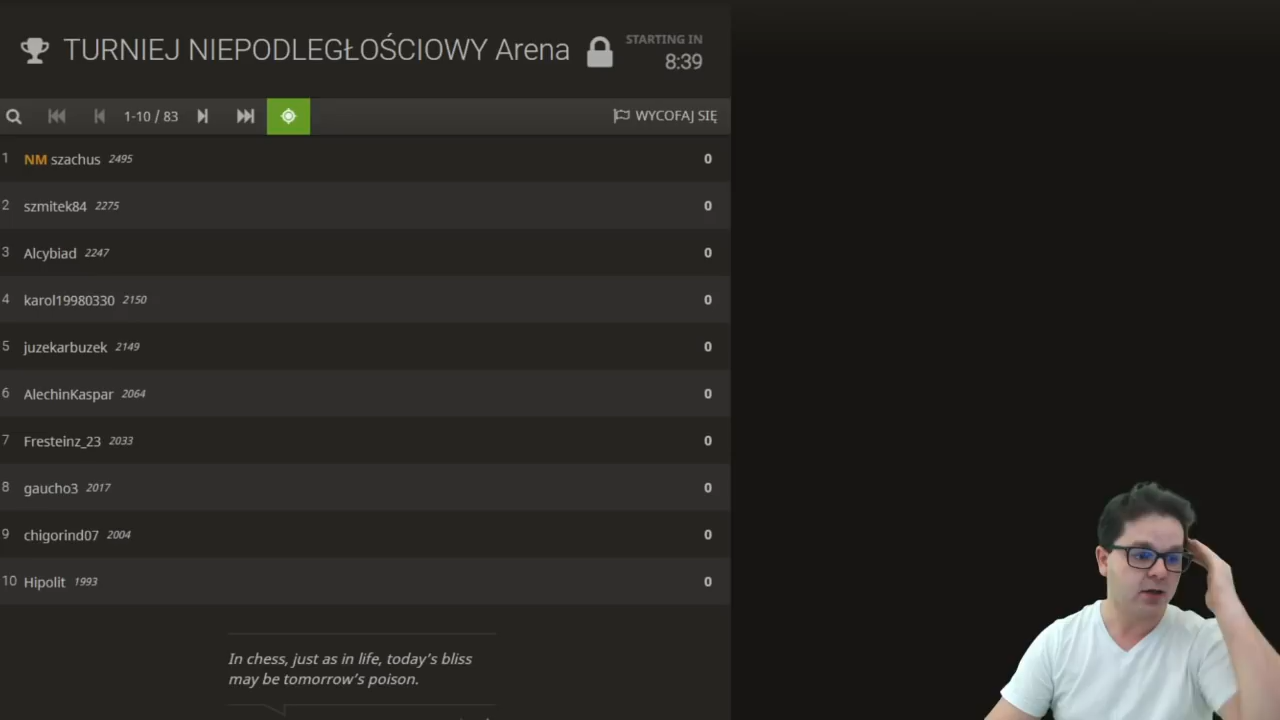 TURNIEJ NIEPODLEGŁOŚCIOWY Arena
STARTING IN
8:39
1-10 / 83
WYCOFAJ SIĘ
1 NM szachus 2495 0
2 szmitek84 2275 0
3 Alcybiad 2247 0
4 karol19980330 2150 0
5 juzekarbuzek 2149 0
6 AlechinKaspar 2064 0
7 Fresteinz_23 2033 0
8 gaucho3 2017 0
9 chigorind07 2004 0
10 Hipolit 1993 0
In chess, just as in life, today's bliss
may be tomorrow's poison.